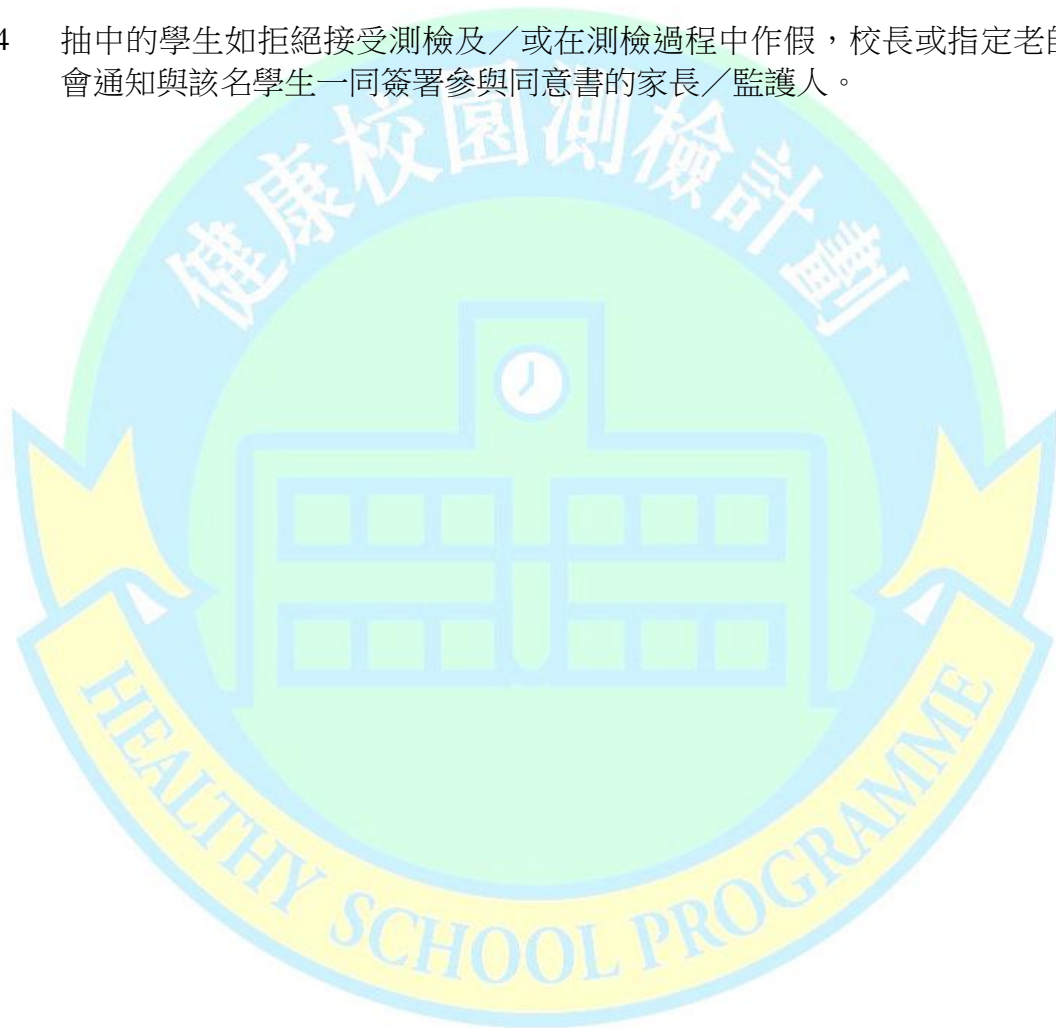 4 抽中的學生如拒絕接受測檢及／或在測檢過程中作假，校長或指定老
會通知與該名學生一同簽署參與同意書的家長／監護人。
健康校園測檢計劃
HEALTHY SCHOOL PROGRAMME